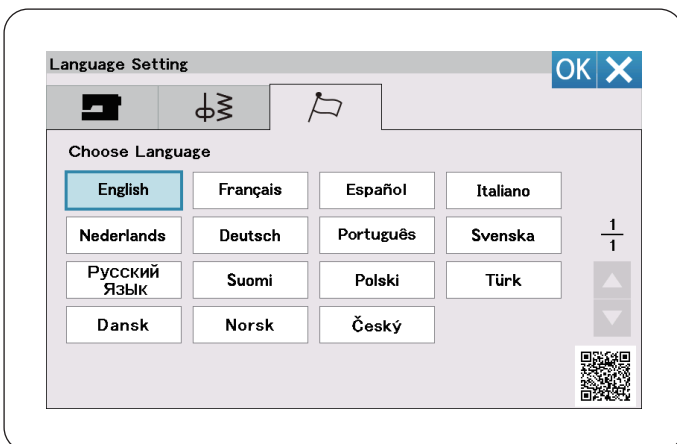 Language Setting
OK
Choose Language
English Français Español Italiano
Nederlands Deutsch Português Svenska
Русский
Язык
Suomi Polski Türk
Dansk Norsk Český
1
1